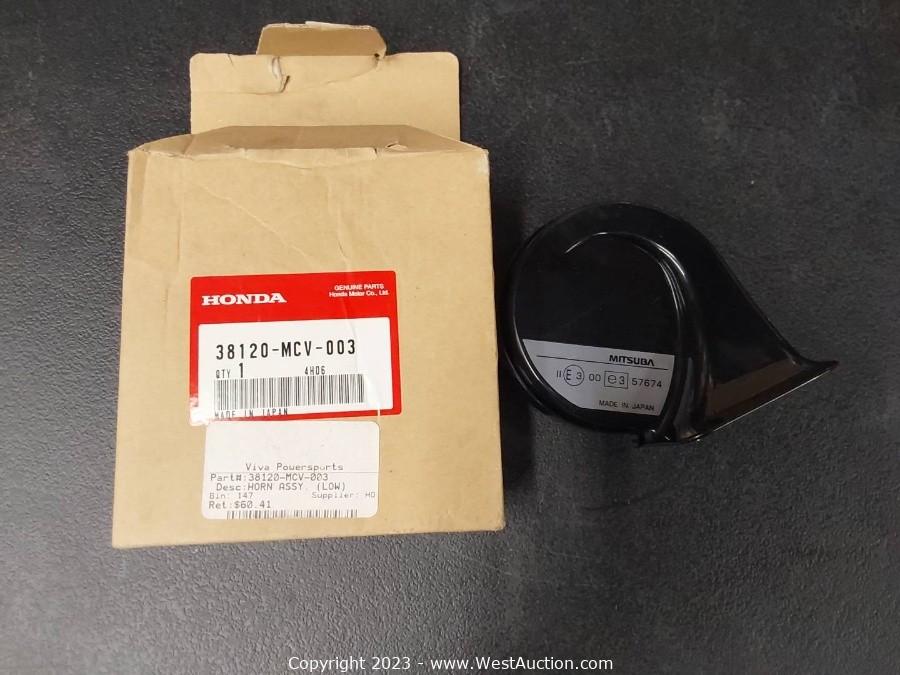 HONDA
GENUINE PARTS
Honda Motor Co., Ltd.
38120-MCV-003
QTY 1 4H06
MADE IN JAPAN
Viva Powersports
Part#:38120-MCV-003
Desc:HORN ASSY. (LOW)
Bin: 147 Supplier: HO
Ret:$60.41
MITSUBA
II E 3 00 e3 57674
MADE IN JAPAN
Copyright 2023 - www.WestAuction.com